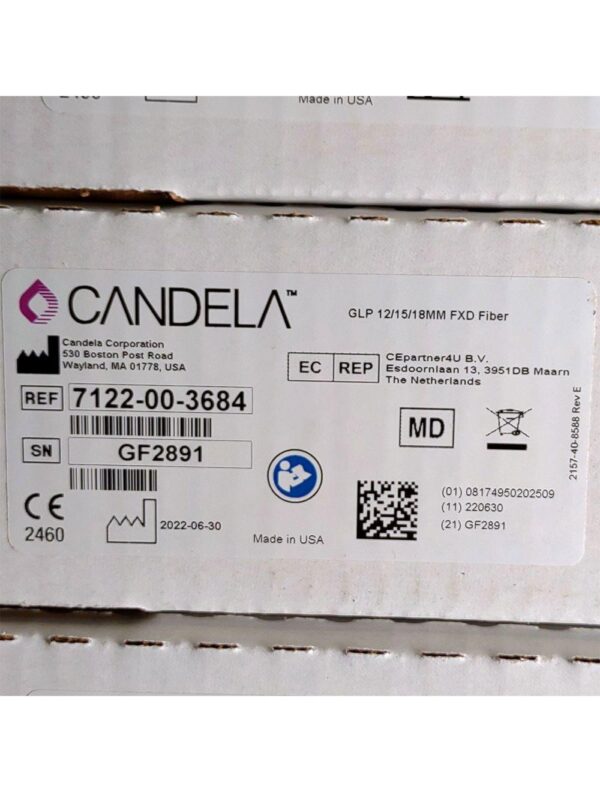 Made in USA
CANDELA™
GLP 12/15/18MM FXD Fiber
Candela Corporation
530 Boston Post Road
Wayland, MA 01778, USA
EC REP
CEpartner4U B.V.
Esdoornlaan 13, 3951DB Maarn
The Netherlands
REF 7122-00-3684
MD
SN GF2891
2157-40-8588 Rev E
CE
2460
2022-06-30
Made in USA
(01) 08174950202509
(11) 220630
(21) GF2891